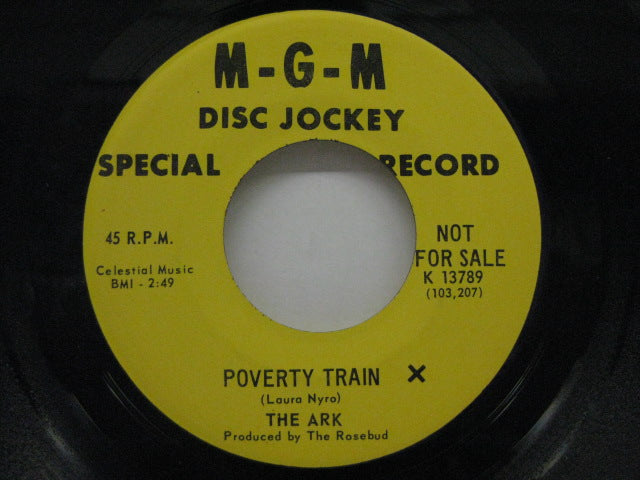 M-G-M
DISC JOCKEY
SPECIAL RECORD
45 R.P.M.
Celestial Music
BMI - 2:49
NOT
FOR SALE
K 13789
(103,207)
POVERTY TRAIN X
(Laura Nyro)
THE ARK
Produced by The Rosebud